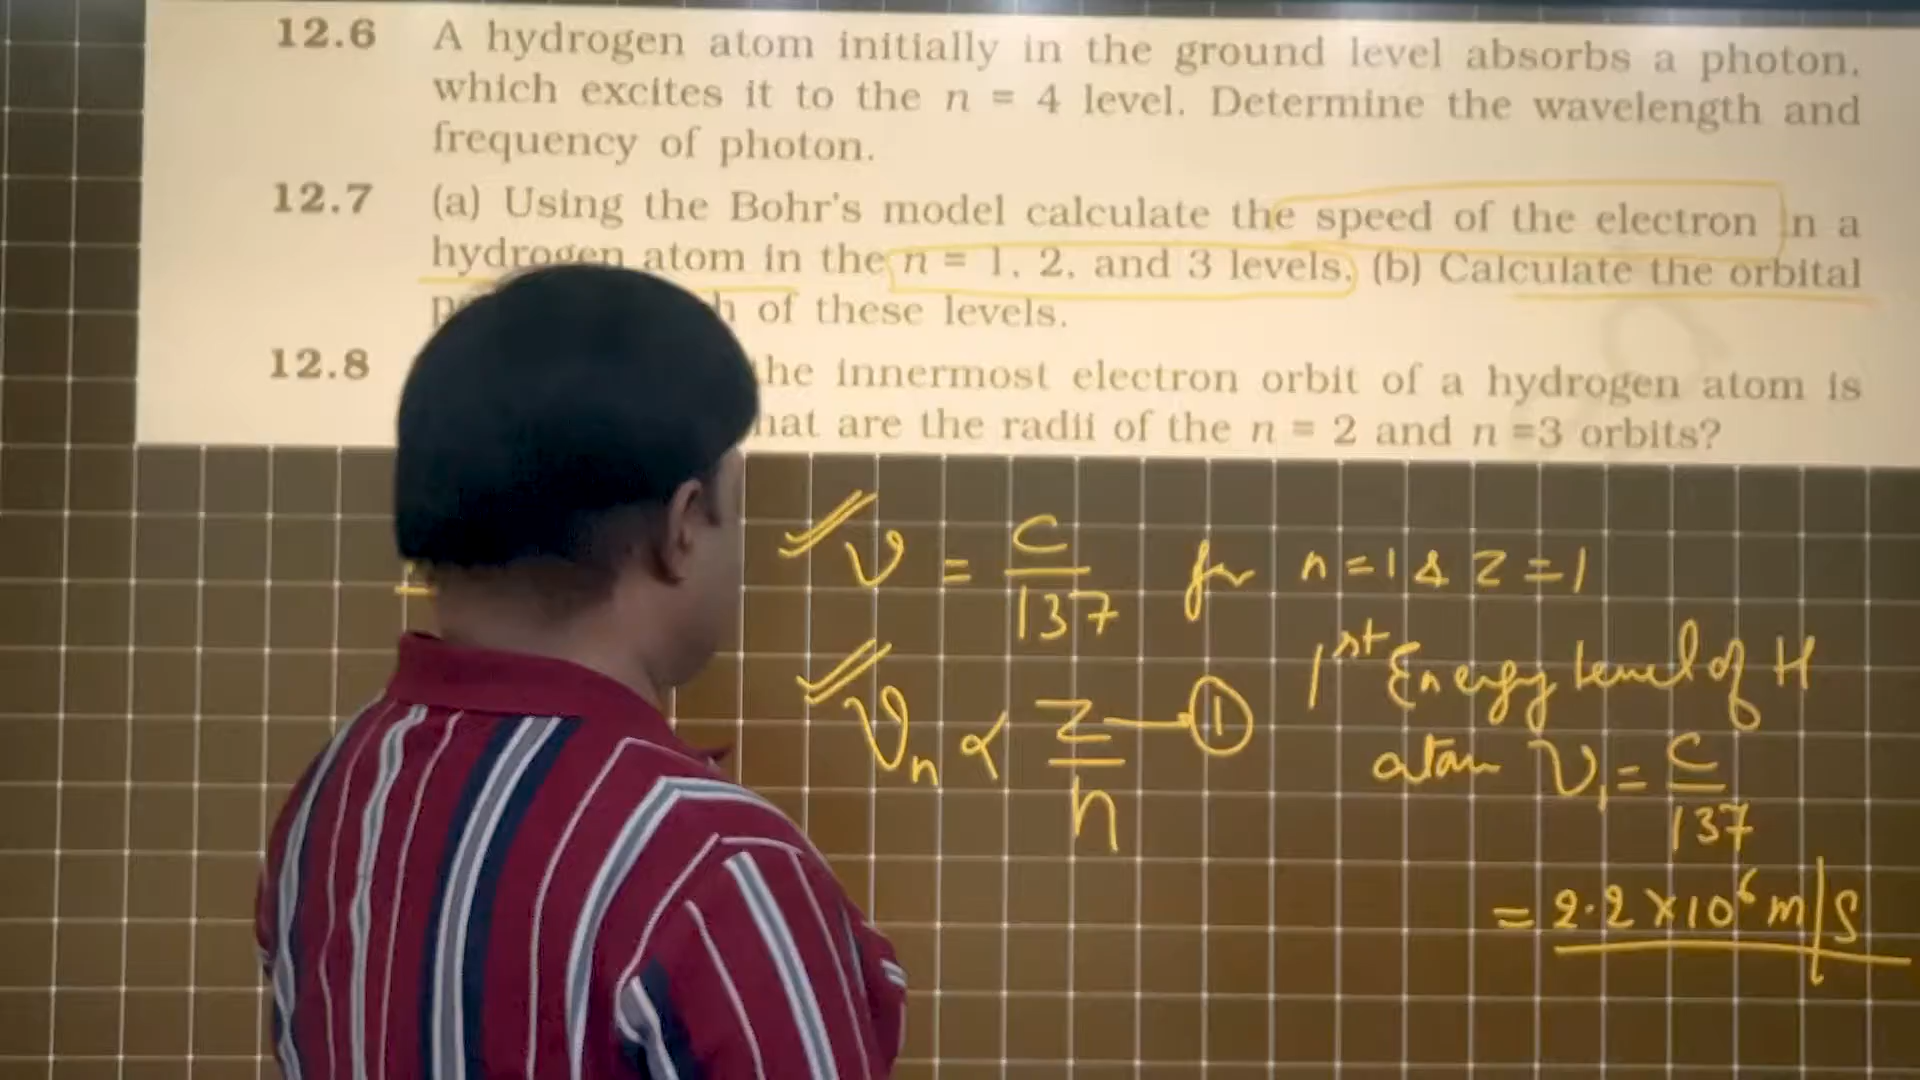 12.6 A hydrogen atom initially in the ground level absorbs a photon,
which excites it to the n = 4 level. Determine the wavelength and
frequency of photon.
12.7 (a) Using the Bohr's model calculate the speed of the electron in a
hydrogen atom in the n = 1, 2, and 3 levels. (b) Calculate the orbital
of these levels.
12.8 the innermost electron orbit of a hydrogen atom is
are the radii of the n = 2 and n =3 orbits?
v = c/137 for n=1 & Z=1
1st Energy level of H
vn ∝ Z/n ①
atom v1 = c/137
= 2.2 × 10⁶ m/s